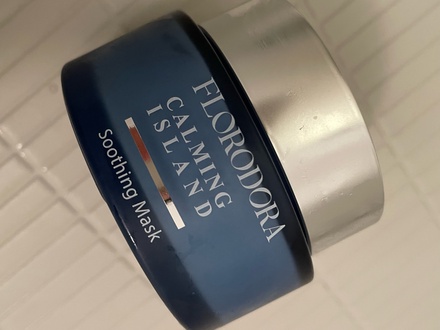 FLORODORA
CALMING
ISLAND
Soothing Mask